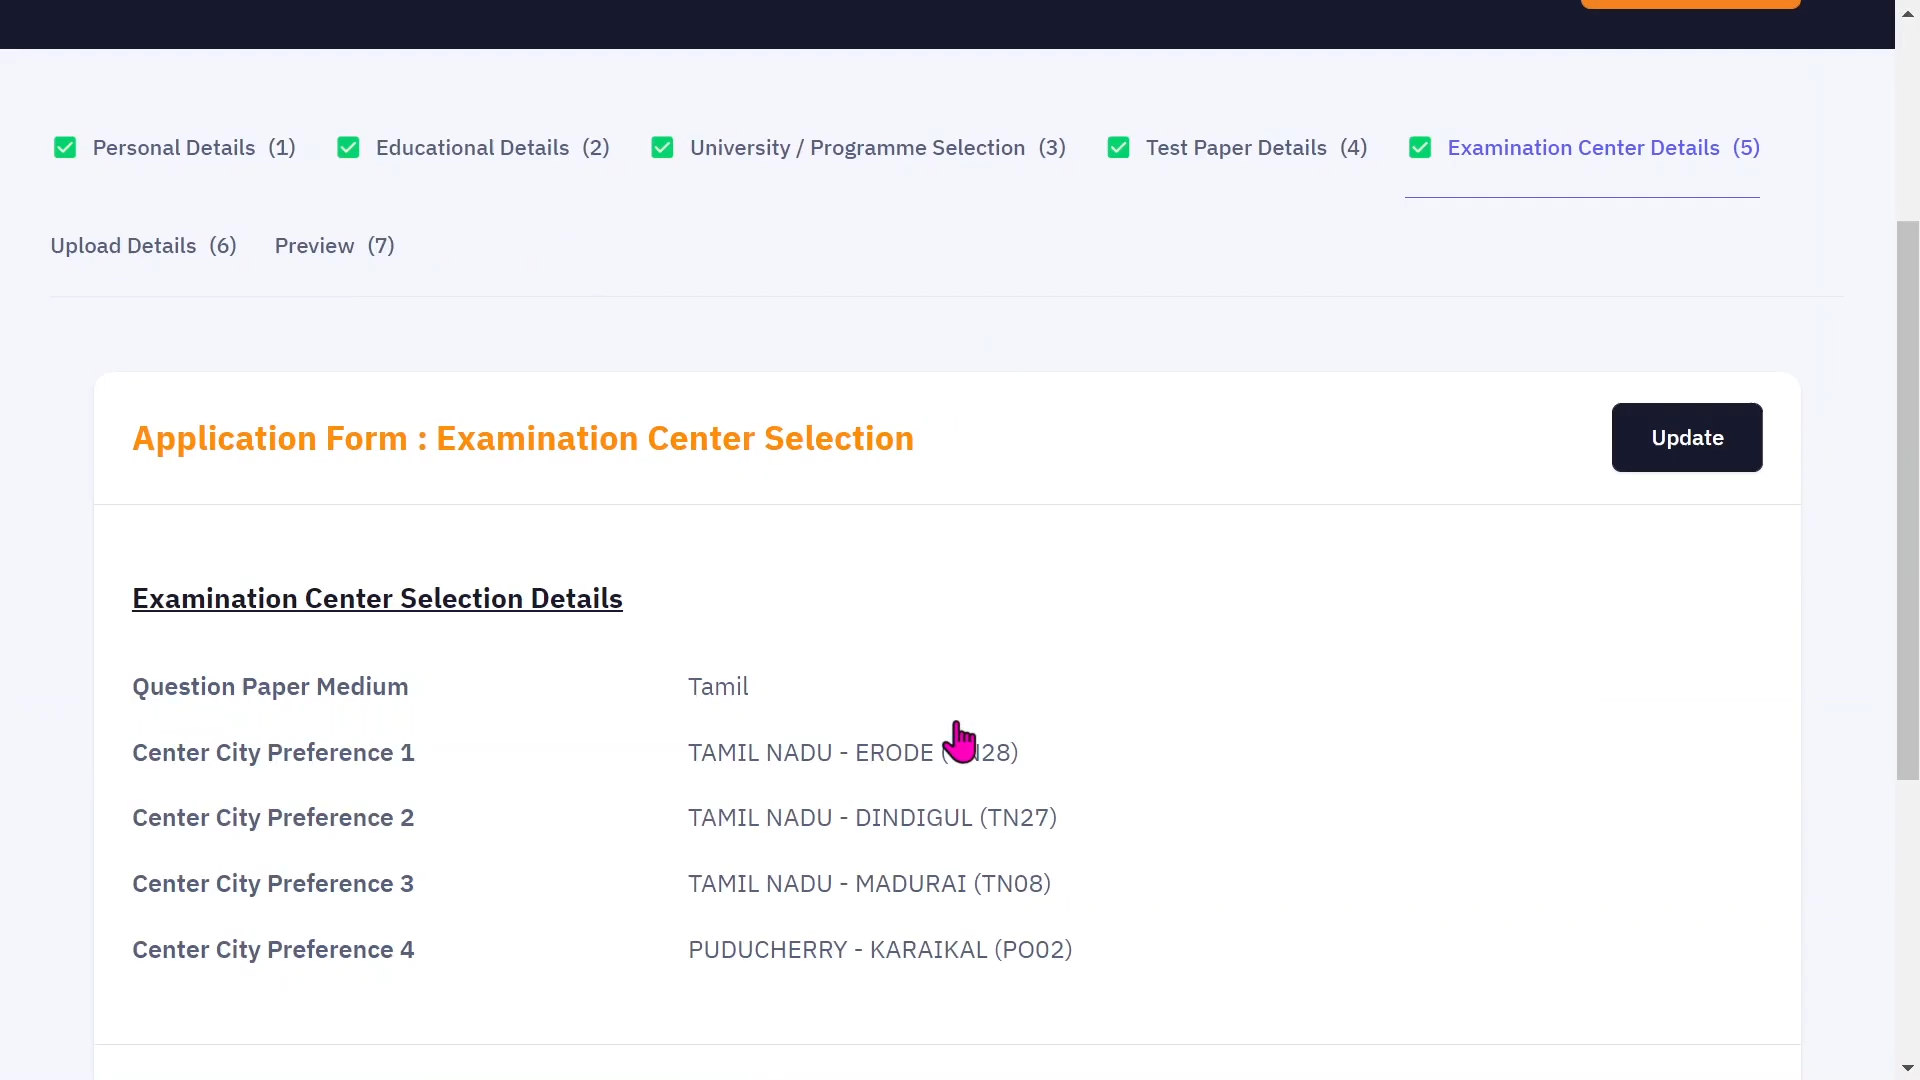 Personal Details (1) Educational Details (2) University / Programme Selection (3) Test Paper Details (4) Examination Center Details (5)
Upload Details (6) Preview (7)
Application Form : Examination Center Selection Update
Examination Center Selection Details
Question Paper Medium Tamil
Center City Preference 1 TAMIL NADU - ERODE
Center City Preference 2 TAMIL NADU - DINDIGUL (TN27)
Center City Preference 3 TAMIL NADU - MADURAI (TN08)
Center City Preference 4 PUDUCHERRY - KARAIKAL (PO02)